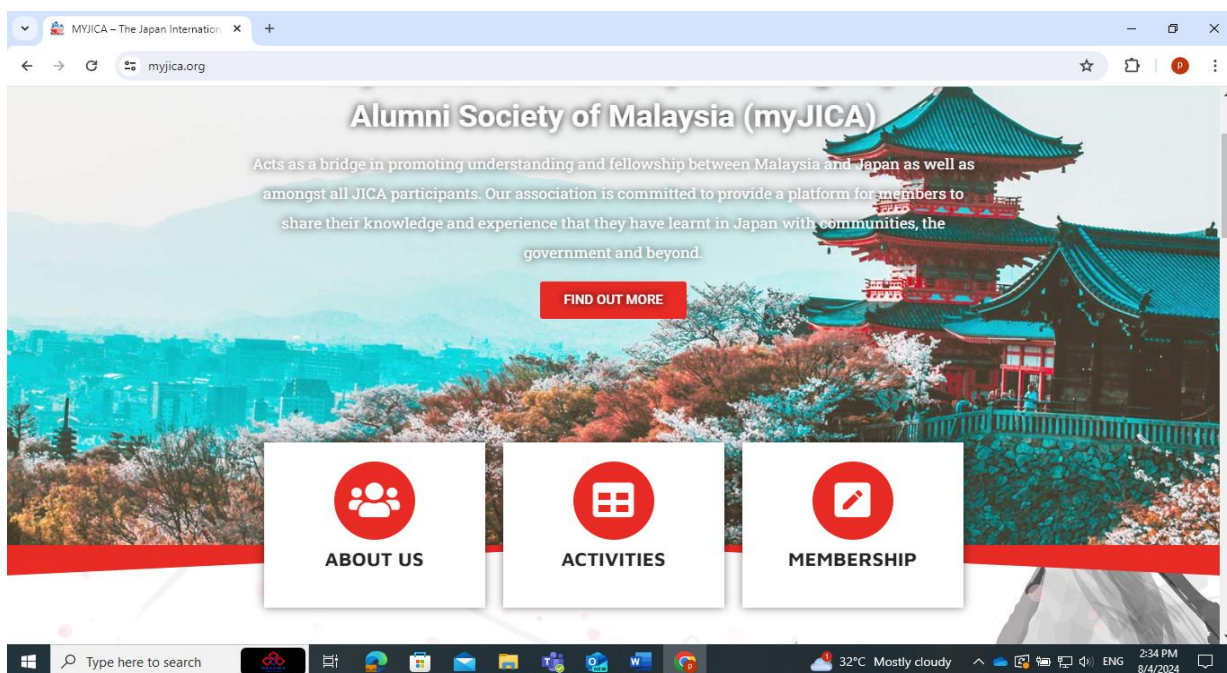 MYJICA – The Japan Internation
myjica.org
Alumni Society of Malaysia (myJICA)
Acts as a bridge in promoting understanding and fellowship between Malaysia and Japan as well as
amongst all JICA participants. Our association is committed to provide a platform for members to
share their knowledge and experience that they have learnt in Japan with communities, the
government and beyond.
FIND OUT MORE
ABOUT US
ACTIVITIES
MEMBERSHIP
Type here to search
32°C Mostly cloudy
ENG
2:34 PM
8/4/2024